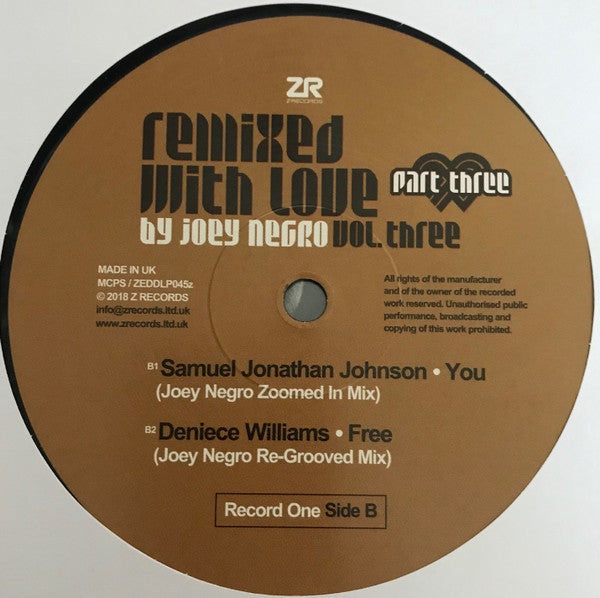 ZR
ZRECORDS
remixed
with love
part three
by joey negro vol. three
MADE IN UK
MCPS / ZEDDLP045z
© 2018 Z RECORDS
info@zrecords.ltd.uk
www.zrecords.ltd.uk
All rights of the manufacturer
and of the owner of the recorded
work reserved. Unauthorised public
performance, broadcasting and
copying of this work prohibited.
B1 Samuel Jonathan Johnson • You
(Joey Negro Zoomed In Mix)
B2 Deniece Williams • Free
(Joey Negro Re-Grooved Mix)
Record One Side B